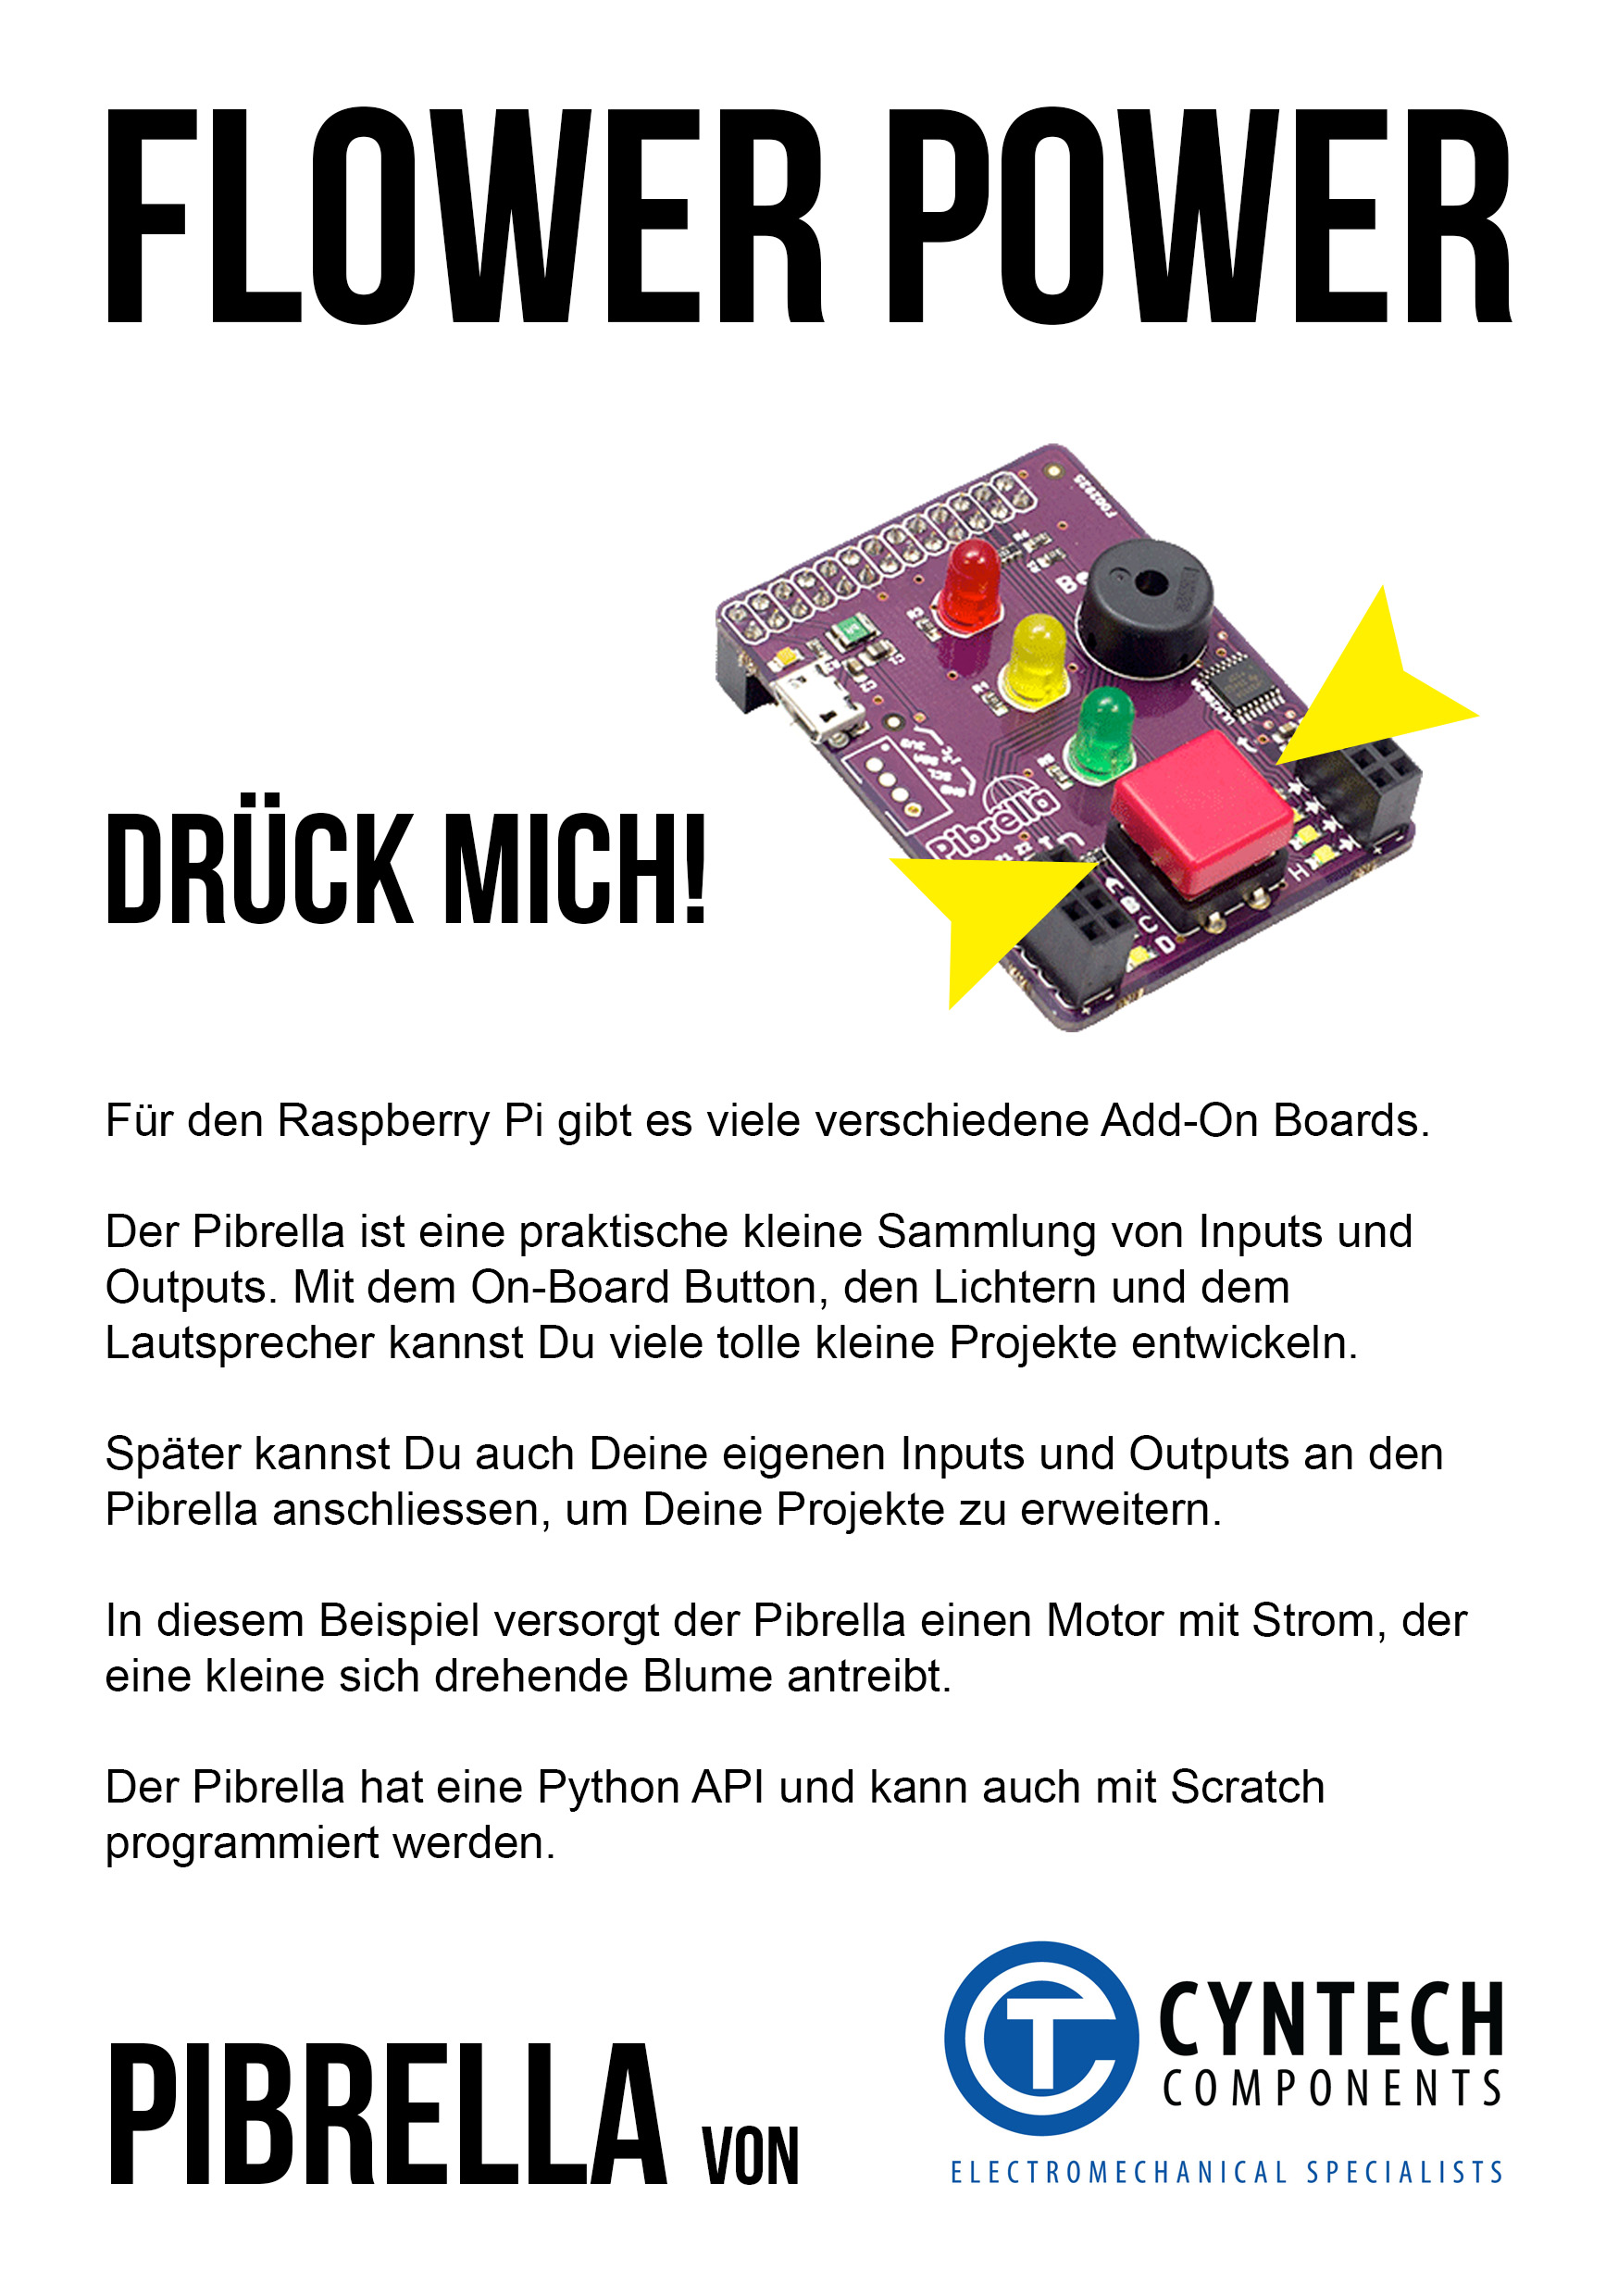 FLOWER POWER
F002925
Pibrella
DRÜCK MICH!
Für den Raspberry Pi gibt es viele verschiedene Add-On Boards.
Der Pibrella ist eine praktische kleine Sammlung von Inputs und
Outputs. Mit dem On-Board Button, den Lichtern und dem
Lautsprecher kannst Du viele tolle kleine Projekte entwickeln.
Später kannst Du auch Deine eigenen Inputs und Outputs an den
Pibrella anschliessen, um Deine Projekte zu erweitern.
In diesem Beispiel versorgt der Pibrella einen Motor mit Strom, der
eine kleine sich drehende Blume antreibt.
Der Pibrella hat eine Python API und kann auch mit Scratch
programmiert werden.
PIBRELLA VON
CYNTECH
COMPONENTS
ELECTROMECHANICAL SPECIALISTS